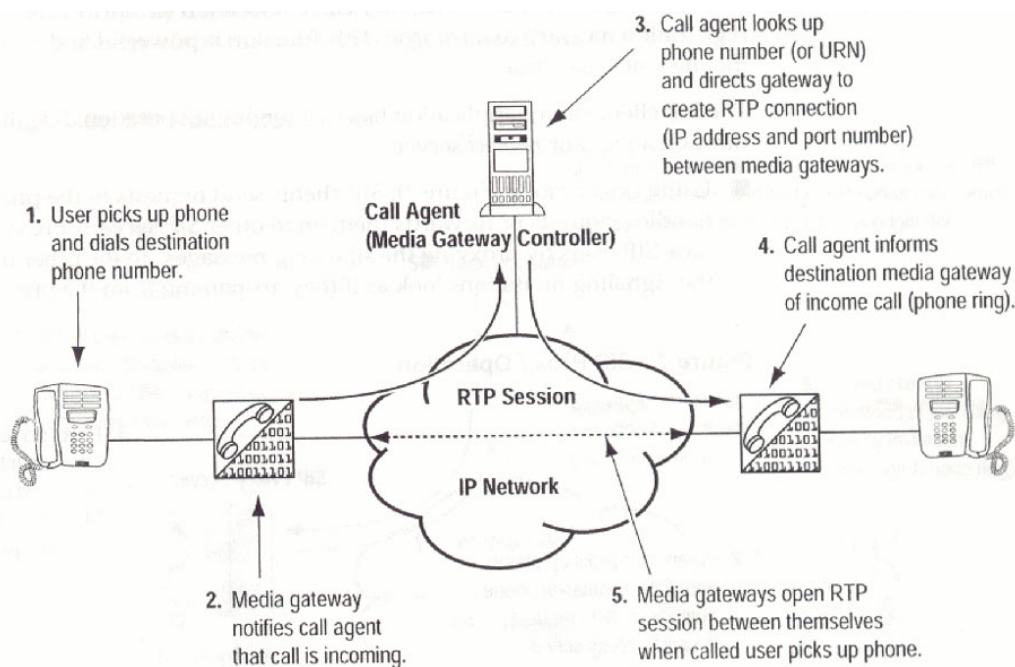 3. Call agent looks up
phone number (or URN)
and directs gateway to
create RTP connection
(IP address and port number)
between media gateways.
1. User picks up phone
and dials destination
phone number.
Call Agent
(Media Gateway Controller)
4. Call agent informs
destination media gateway
of income call (phone ring).
RTP Session
IP Network
2. Media gateway
notifies call agent
that call is incoming.
5. Media gateways open RTP
session between themselves
when called user picks up phone.